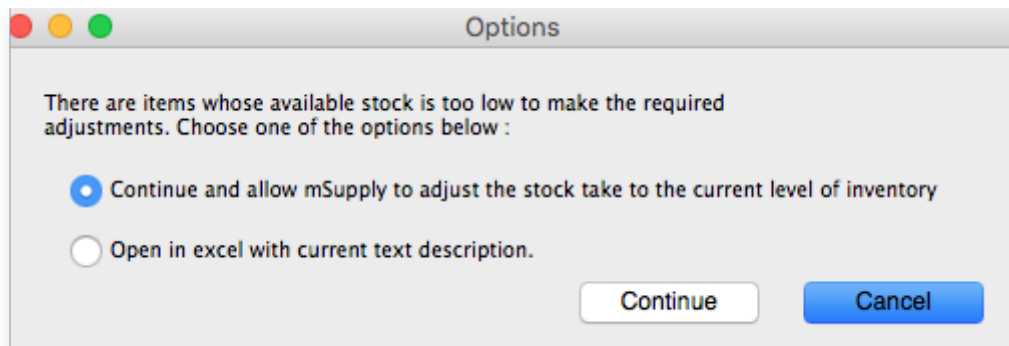 Options
There are items whose available stock is too low to make the required
adjustments. Choose one of the options below :
Continue and allow mSupply to adjust the stock take to the current level of inventory
Open in excel with current text description.
Continue
Cancel